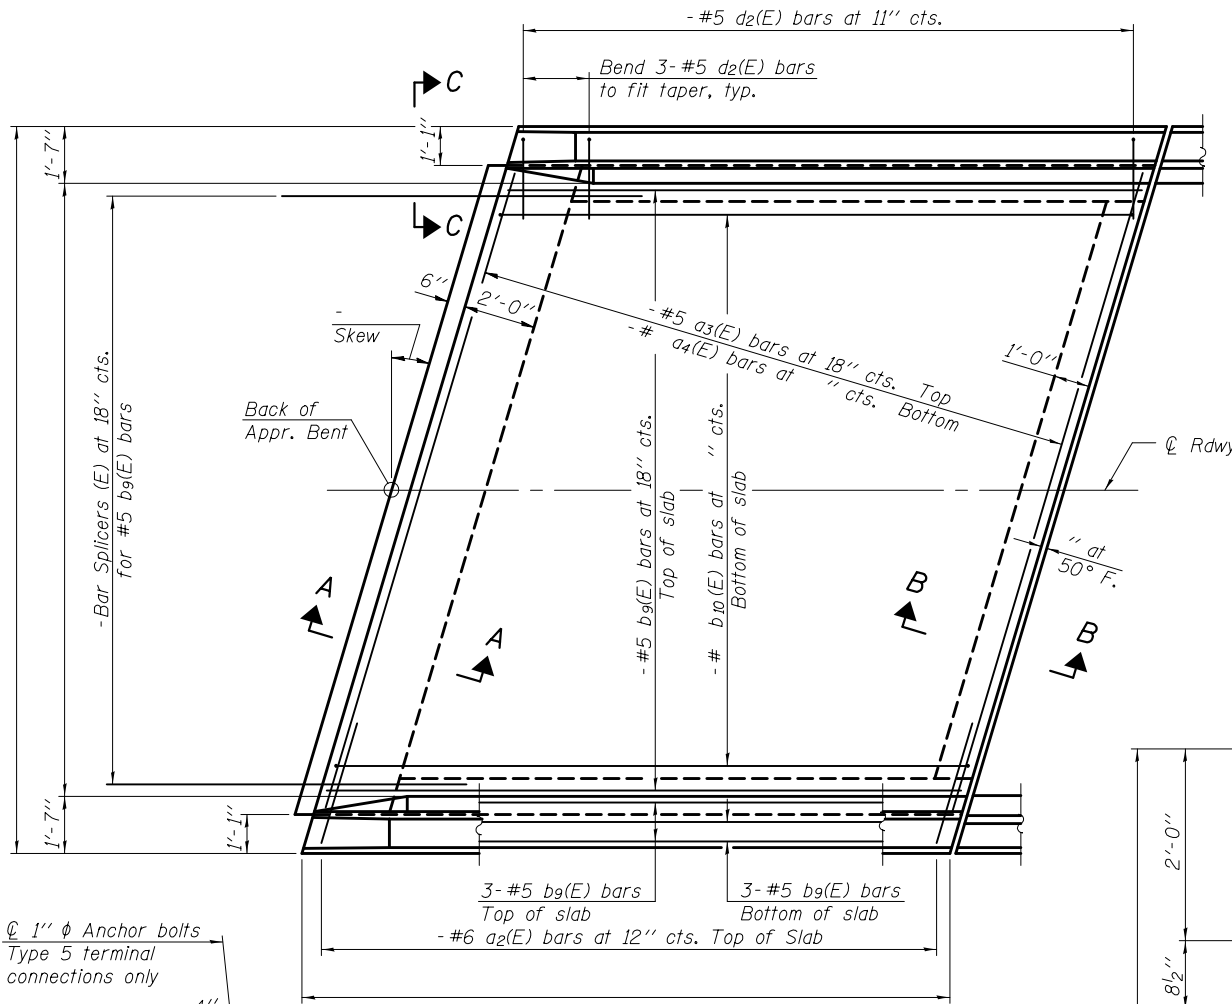 - #5 d2(E) bars at 11'' cts.
Bend 3- #5 d2(E) bars
to fit taper, typ.
C
1'-7''
1'-1''
C
6''
2'-0''
-
Skew
- #5 a3(E) bars at 18'' cts. Top
- # a4(E) bars at '' cts. Bottom
1'-0''
Back of
Appr. Bent
℄ Rdwy
-Bar Splicers (E) at 18'' cts.
for #5 b9(E) bars
- #5 b9(E) bars at 18'' cts.
Top of slab
- # b10(E) bars at '' cts.
Bottom of slab
'' at
50° F.
A
A
B
B
1'-7''
1'-1''
3- #5 b9(E) bars
Top of slab
3- #5 b9(E) bars
Bottom of slab
- #6 a2(E) bars at 12'' cts. Top of Slab
℄ 1'' ϕ Anchor bolts
Type 5 terminal
connections only
2'-0''
8½''